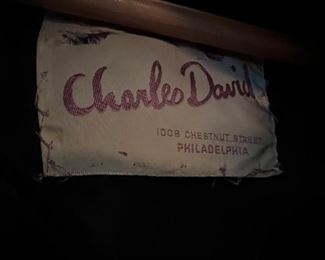 Charles David
1008 CHESTNUT STREET
PHILADELPHIA